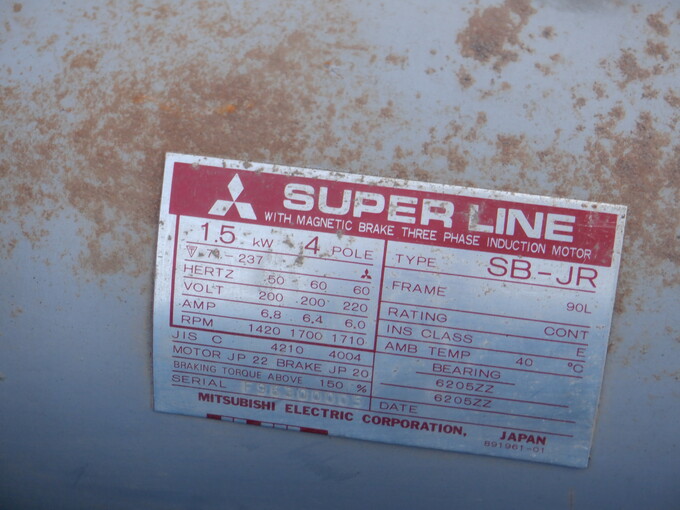 SUPER LINE
WITH MAGNETIC BRAKE THREE PHASE INDUCTION MOTOR
1.5 kW 4 POLE
71-237
HERTZ 50 60 60
VOLT 200 200 220
AMP 6.8 6.4 6.0
RPM 1420 1700 1710
JIS C 4210 4004
MOTOR JP 22 BRAKE JP 20
BRAKING TORQUE ABOVE 150 %
SERIAL
TYPE SB-JR
FRAME 90L
RATING CONT
INS CLASS E
AMB TEMP 40 °C
BEARING
6205ZZ
6205ZZ
DATE
MITSUBISHI ELECTRIC CORPORATION, JAPAN
891961-01